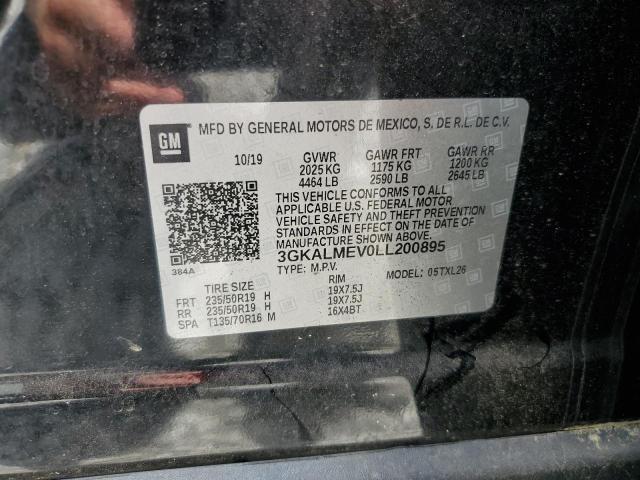 GM MFD BY GENERAL MOTORS DE MEXICO, S. DE R.L. DE C.V.
10/19 GVWR GAWR FRT GAWR RR
2025 KG 1175 KG 1200 KG
4464 LB 2590 LB 2645 LB
THIS VEHICLE CONFORMS TO ALL
APPLICABLE U.S. FEDERAL MOTOR
VEHICLE SAFETY AND THEFT PREVENTION
STANDARDS IN EFFECT ON THE DATE OF
MANUFACTURE SHOWN ABOVE.
384A 3GKALMEV0LL200895
TYPE: M.P.V. MODEL: 05TXL26
TIRE SIZE RIM
FRT 235/50R19 H 19X7.5J
RR 235/50R19 H 19X7.5J
SPA T135/70R16 M 16X4BT